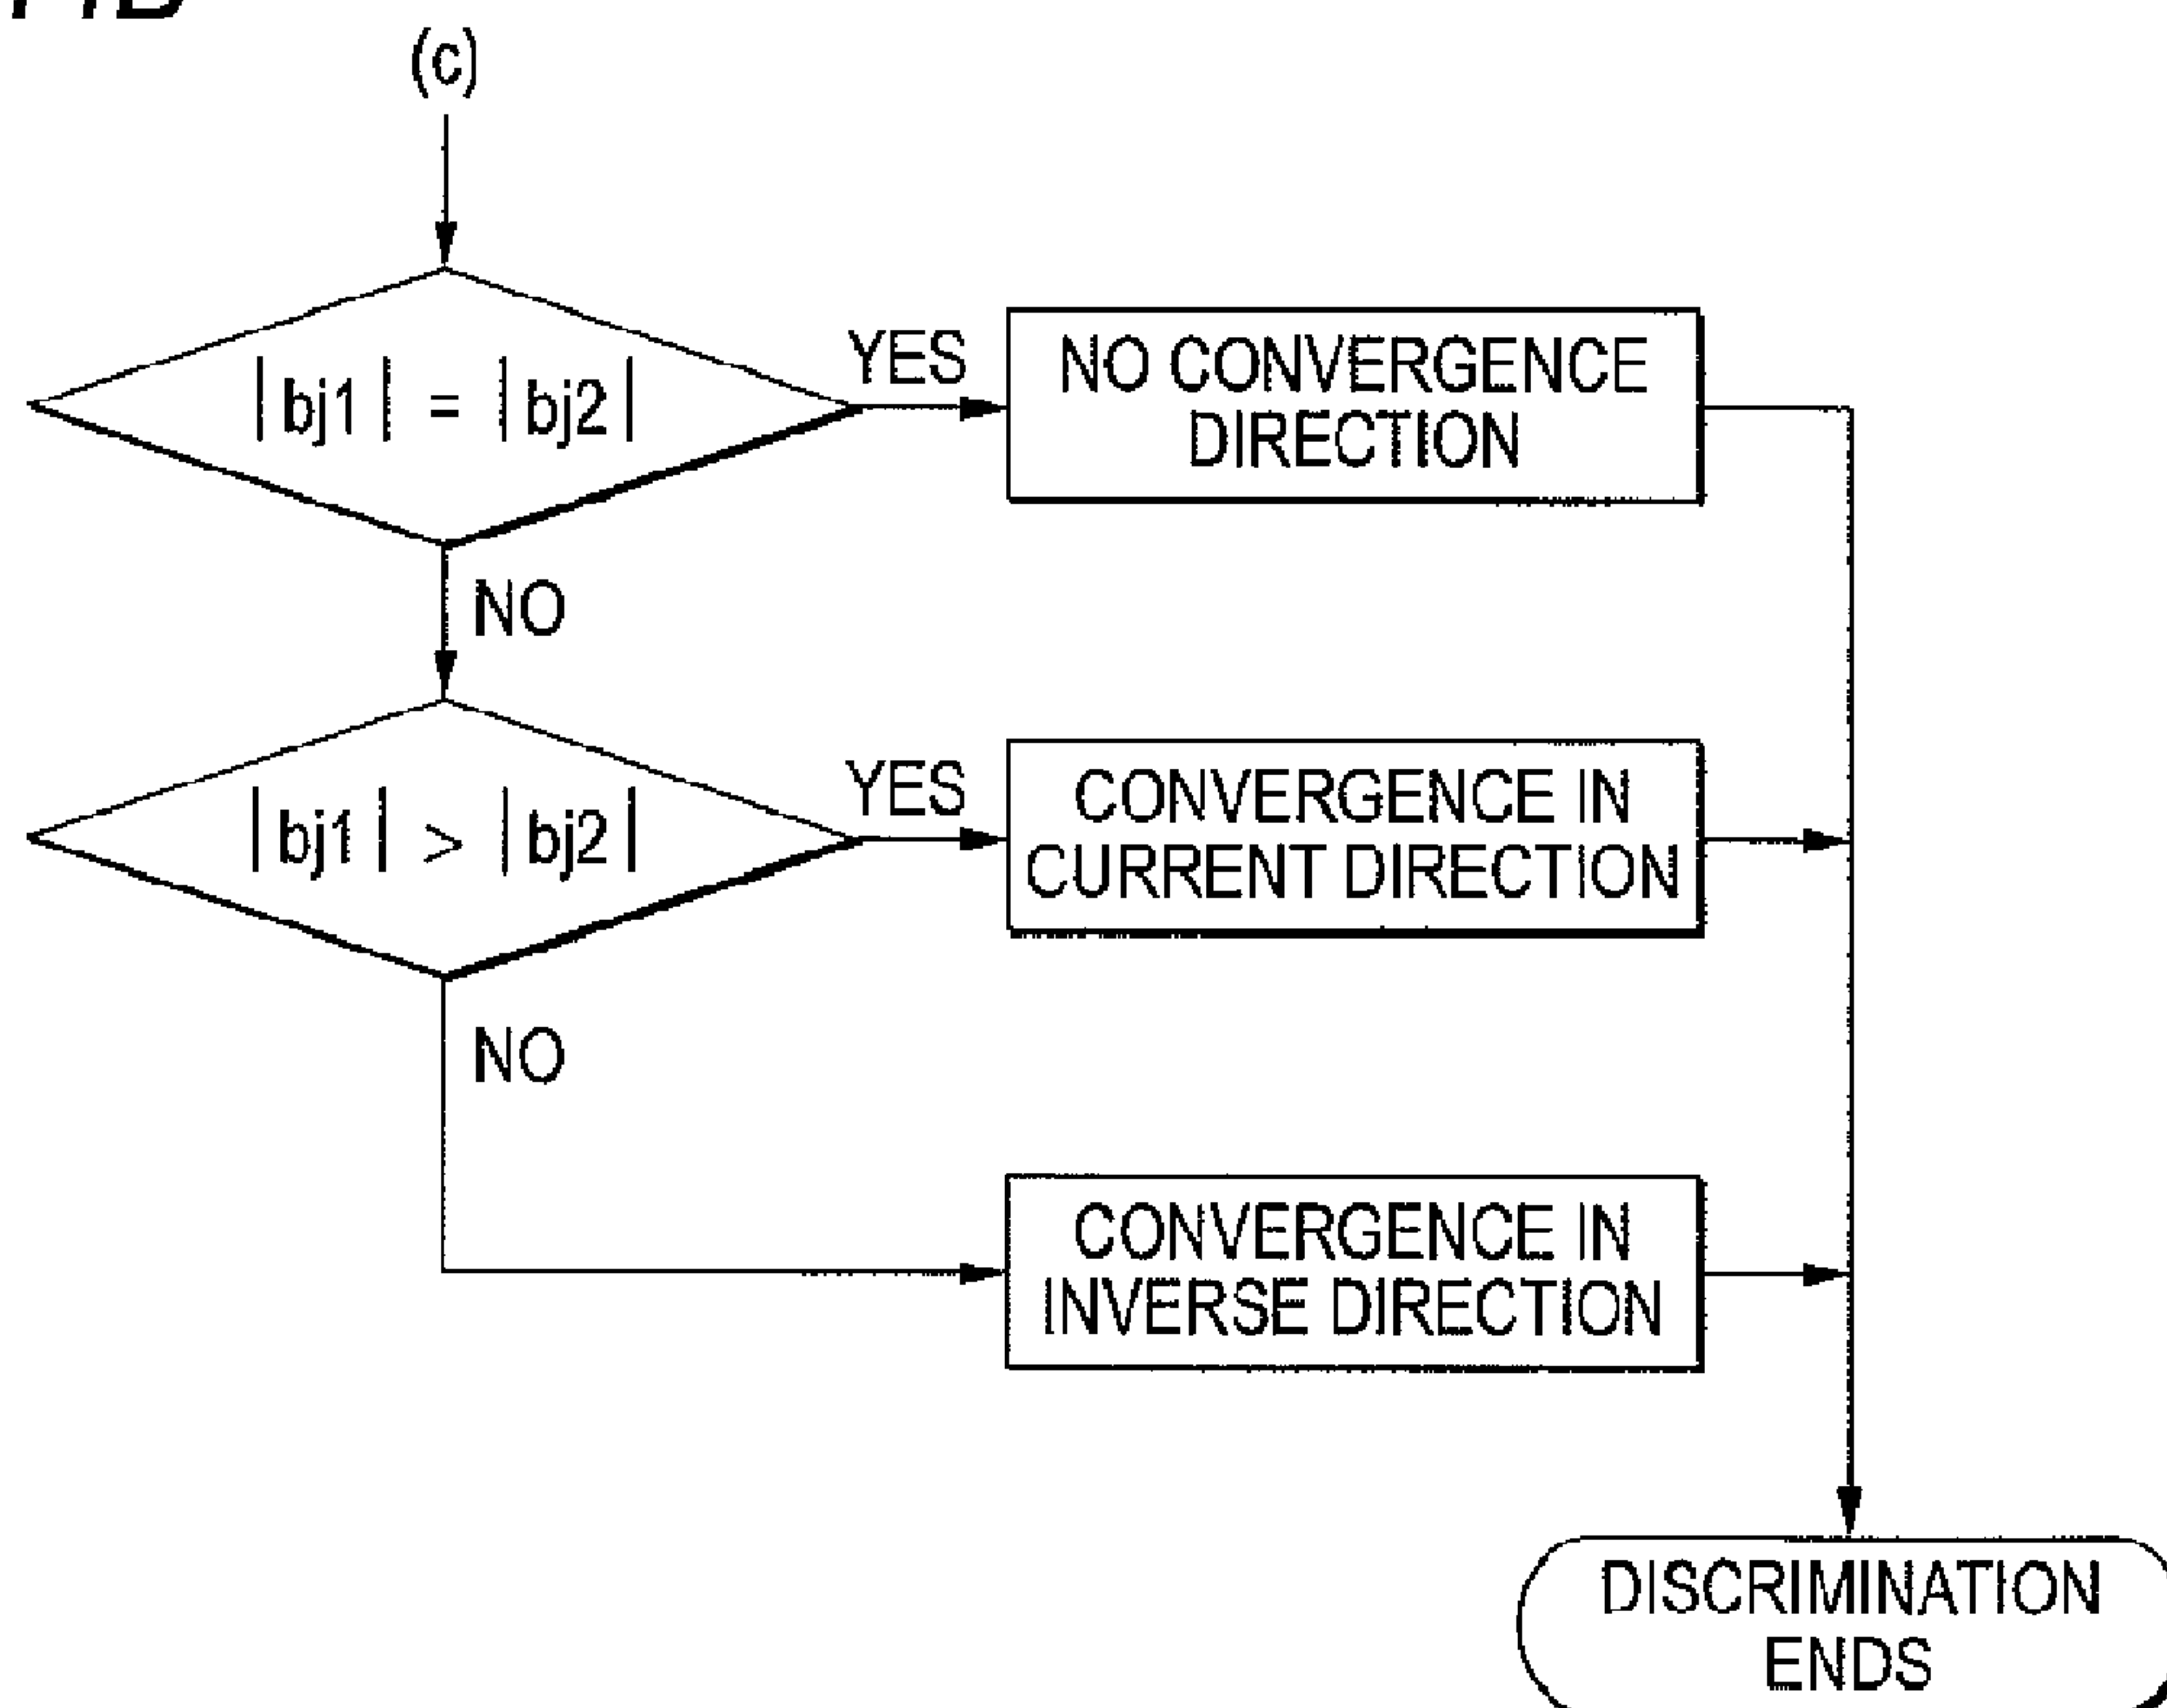 (c)
|bj1| = |bj2|
YES
NO CONVERGENCE
DIRECTION
NO
|bj1| > |bj2|
YES
CONVERGENCE IN
CURRENT DIRECTION
NO
CONVERGENCE IN
INVERSE DIRECTION
DISCRIMINATION
ENDS